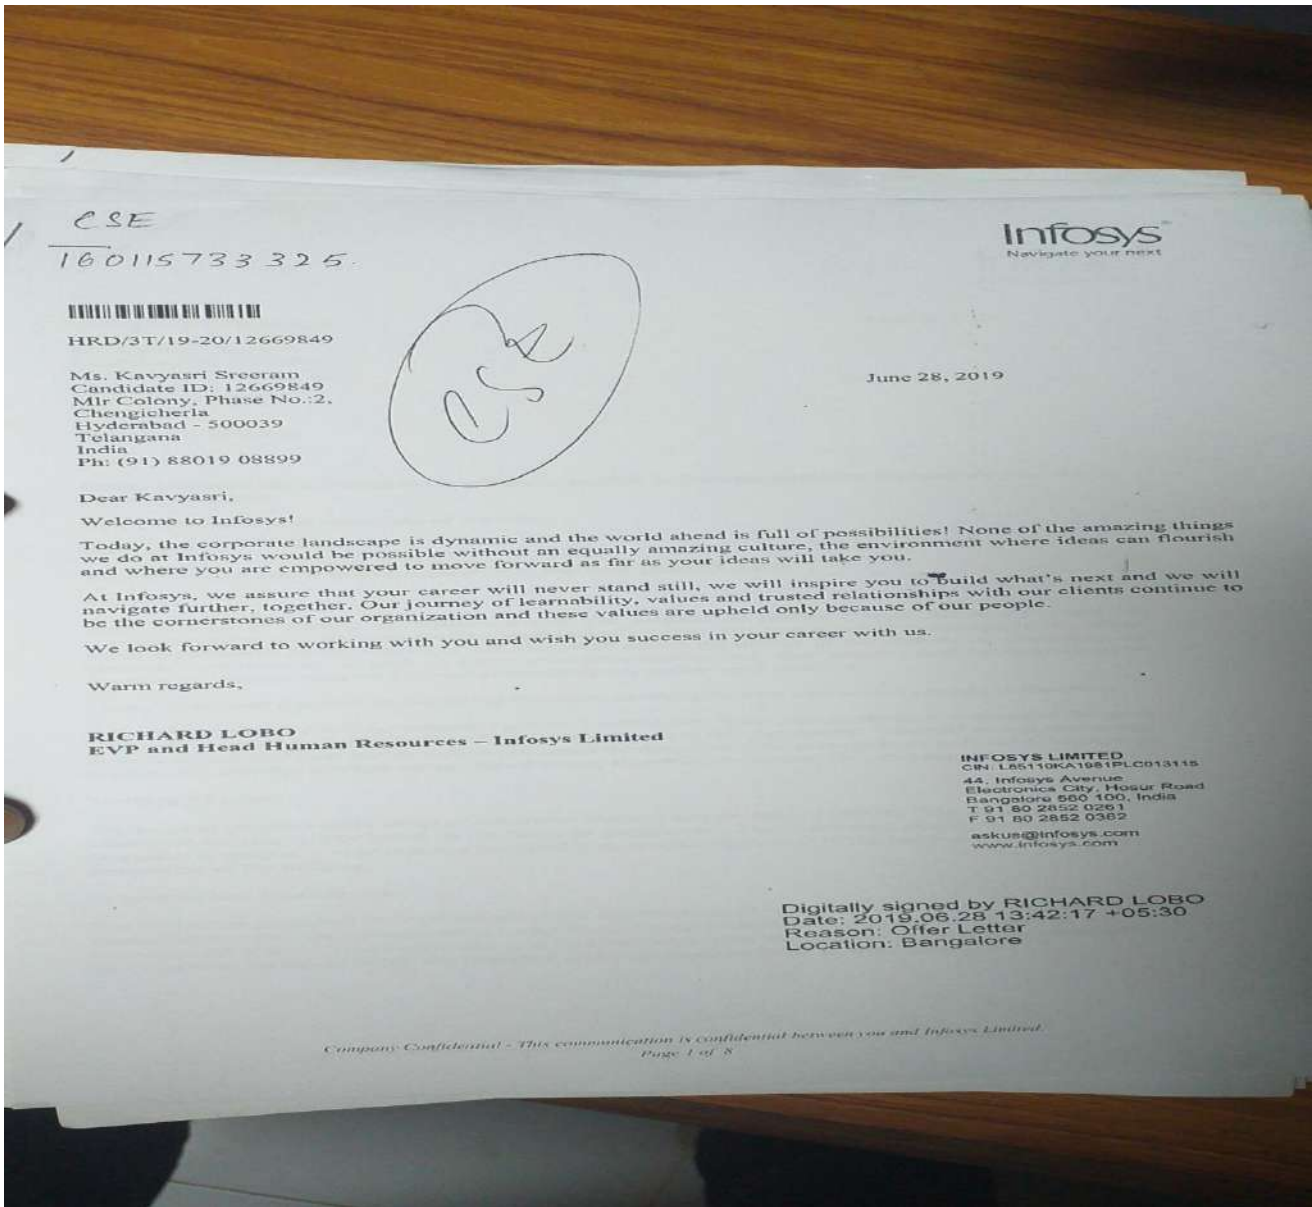 CSE
160115733325.
Infosys
Navigate your next
HRD/3T/19-20/12669849
CSE
Ms. Kavyasri Sreeram
Candidate ID: 12669849
Mlr Colony, Phase No.:2,
Chengicherla
Hyderabad - 500039
Telangana
India
Ph: (91) 88019 08899
June 28, 2019
Dear Kavyasri,
Welcome to Infosys!
Today, the corporate landscape is dynamic and the world ahead is full of possibilities! None of the amazing things
we do at Infosys would be possible without an equally amazing culture, the environment where ideas can flourish
and where you are empowered to move forward as far as your ideas will take you.
At Infosys, we assure that your career will never stand still, we will inspire you to build what's next and we will
navigate further, together. Our journey of learnability, values and trusted relationships with our clients continue to
be the cornerstones of our organization and these values are upheld only because of our people.
We look forward to working with you and wish you success in your career with us.
Warm regards,
RICHARD LOBO
EVP and Head Human Resources – Infosys Limited
INFOSYS LIMITED
CIN: L85110KA1981PLC013115
44, Infosys Avenue
Electronics City, Hosur Road
Bangalore 560 100, India
T 91 80 2852 0261
F 91 80 2852 0362
askus@infosys.com
www.infosys.com
Digitally signed by RICHARD LOBO
Date: 2019.06.28 13:42:17 +05:30
Reason: Offer Letter
Location: Bangalore
Company Confidential - This communication is confidential between you and Infosys Limited.
Page 1 of 8